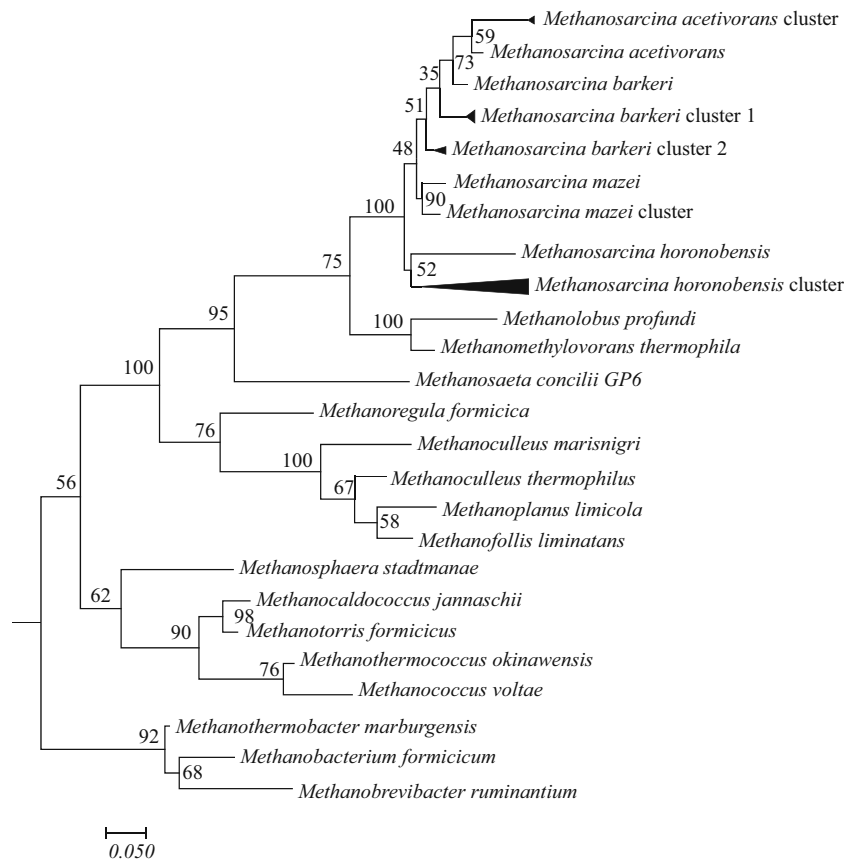 Methanosarcina acetivorans cluster
59
Methanosarcina acetivorans
73
35
Methanosarcina barkeri
51
Methanosarcina barkeri cluster 1
48
Methanosarcina barkeri cluster 2
Methanosarcina mazei
90
100
Methanosarcina mazei cluster
Methanosarcina horonobensis
75
52
Methanosarcina horonobensis cluster
95
100
Methanolobus profundi
Methanomethylovorans thermophila
100
Methanosaeta concilii GP6
Methanoregula formicica
76
Methanoculleus marisnigri
100
Methanoculleus thermophilus
56
67
Methanoplanus limicola
58
Methanofollis liminatans
Methanosphaera stadtmanae
62
Methanocaldococcus jannaschii
98
90
Methanotorris formicicus
Methanothermococcus okinawensis
76
Methanococcus voltae
Methanothermobacter marburgensis
92
Methanobacterium formicicum
68
Methanobrevibacter ruminantium
0.050